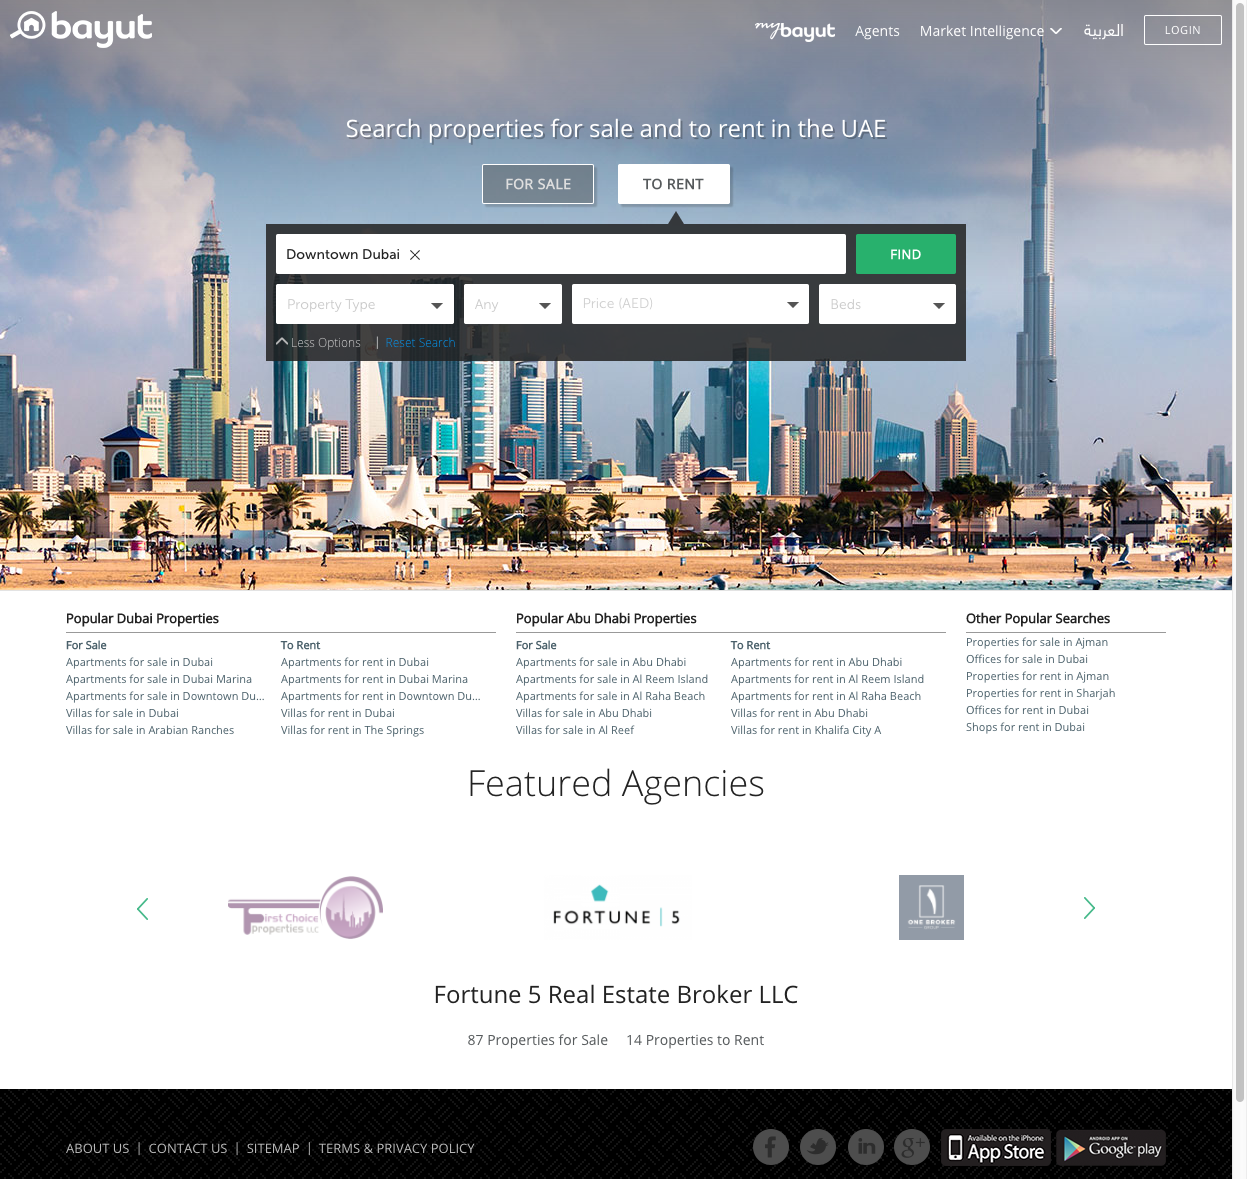 bayut
mybayut
Agents
Market Intelligence
العربية
LOGIN
Search properties for sale and to rent in the UAE
FOR SALE
TO RENT
Downtown Dubai
FIND
Property Type
Any
Price (AED)
Beds
Less Options | Reset Search
Popular Dubai Properties
For Sale
Apartments for sale in Dubai
Apartments for sale in Dubai Marina
Apartments for sale in Downtown Du...
Villas for sale in Dubai
Villas for sale in Arabian Ranches
To Rent
Apartments for rent in Dubai
Apartments for rent in Dubai Marina
Apartments for rent in Downtown Du...
Villas for rent in Dubai
Villas for rent in The Springs
Popular Abu Dhabi Properties
For Sale
Apartments for sale in Abu Dhabi
Apartments for sale in Al Reem Island
Apartments for sale in Al Raha Beach
Villas for sale in Abu Dhabi
Villas for sale in Al Reef
To Rent
Apartments for rent in Abu Dhabi
Apartments for rent in Al Reem Island
Apartments for rent in Al Raha Beach
Villas for rent in Abu Dhabi
Villas for rent in Khalifa City A
Other Popular Searches
Properties for sale in Ajman
Offices for sale in Dubai
Properties for rent in Ajman
Properties for rent in Sharjah
Offices for rent in Dubai
Shops for rent in Dubai
Featured Agencies
First Choice
properties LLC
FORTUNE | 5
ONE BROKER
GROUP
Fortune 5 Real Estate Broker LLC
87 Properties for Sale 14 Properties to Rent
ABOUT US | CONTACT US | SITEMAP | TERMS & PRIVACY POLICY
Available on the iPhone
App Store
ANDROID APP ON
Google play